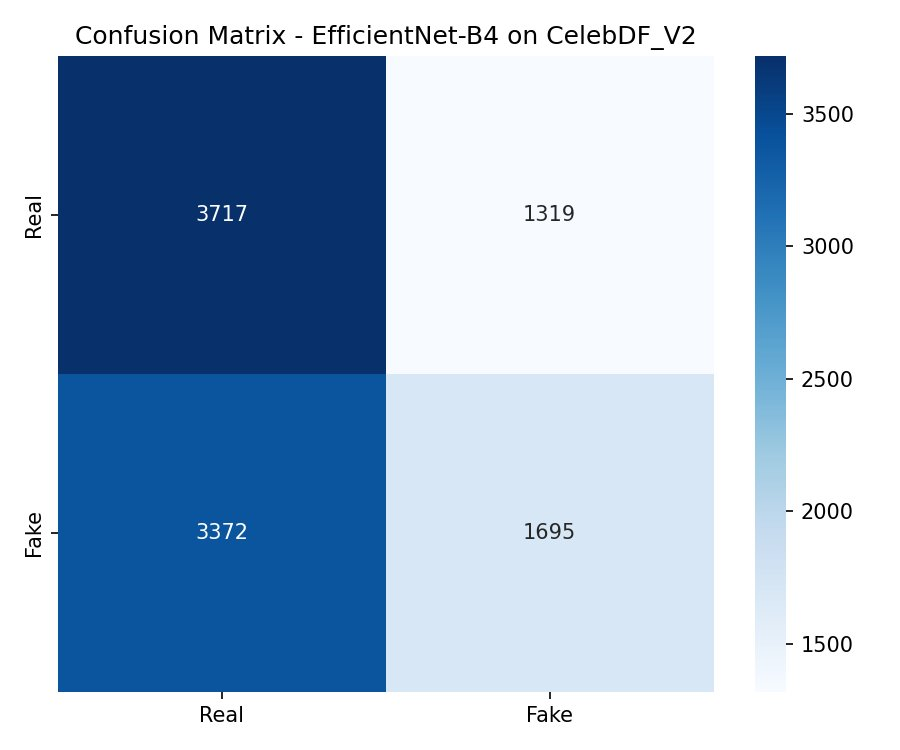 Confusion Matrix - EfficientNet-B4 on CelebDF_V2
Real
3717
1319
Fake
3372
1695
Real
Fake
3500
3000
2500
2000
1500